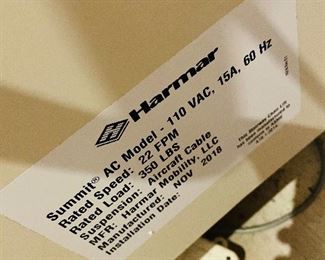 Harmar
Summit® AC Model - 110 VAC, 15A, 60 Hz
Rated Speed: 22 FPM
Rated Load: 350 LBS
Suspension: Aircraft Cable
MFR: Harmar Mobility, LLC
Manufactured: NOV 2018
Installation Date: